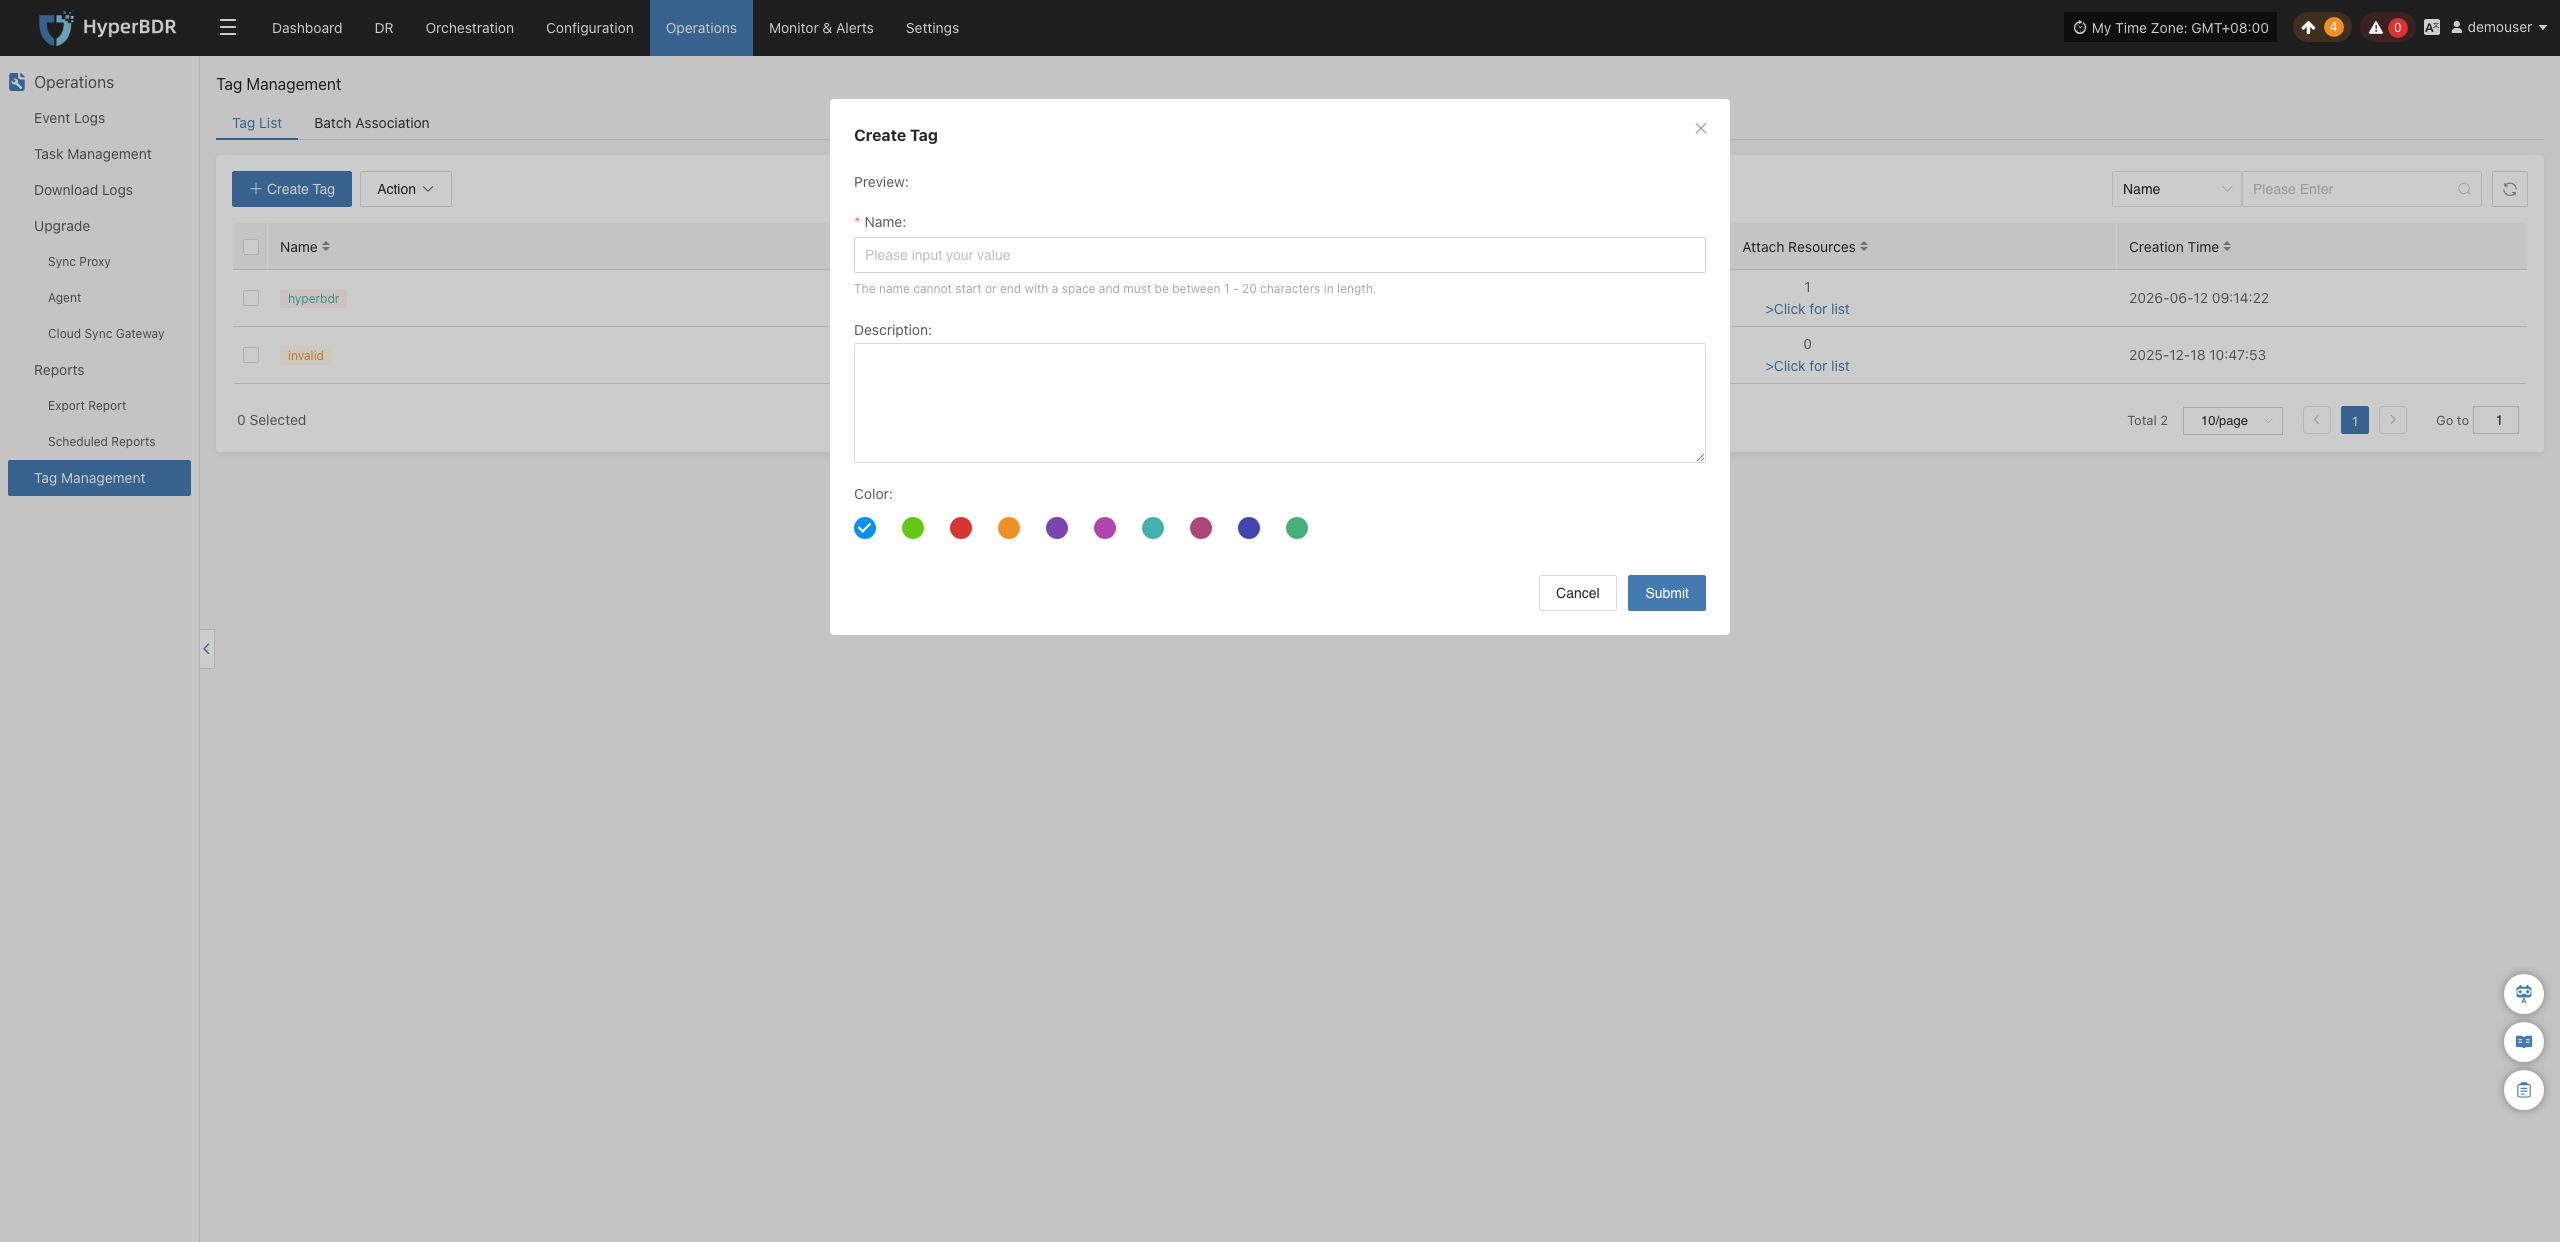 HyperBDR
Dashboard
DR
Orchestration
Configuration
Operations
Monitor & Alerts
Settings
My Time Zone: GMT+08:00
4
0
demouser
Operations
Event Logs
Task Management
Download Logs
Upgrade
Sync Proxy
Agent
Cloud Sync Gateway
Reports
Export Report
Scheduled Reports
Tag Management
Tag Management
Tag List
Batch Association
Create Tag
Action
Name
Please Enter
Name
Attach Resources
Creation Time
hyperbdr
1
>Click for list
2026-06-12 09:14:22
invalid
0
>Click for list
2025-12-18 10:47:53
0 Selected
Total 2
10/page
1
Go to
1
Create Tag
Preview:
* Name:
Please input your value
The name cannot start or end with a space and must be between 1 - 20 characters in length.
Description:
Color:
Cancel
Submit